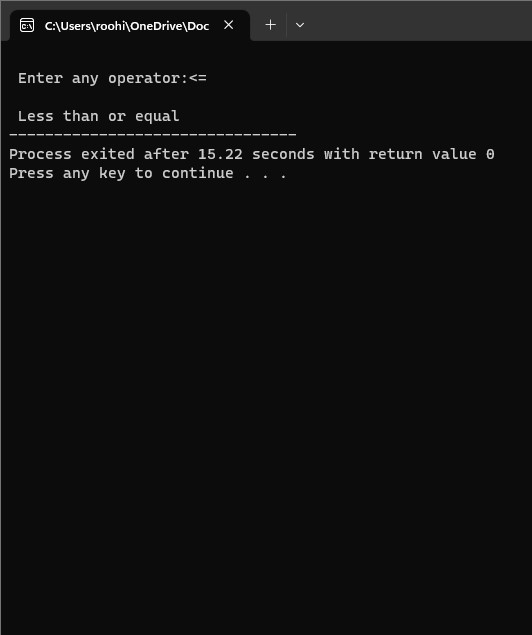 C:\Users\roohi\OneDrive\Doc
Enter any operator:<=
Less than or equal
--------------------------------
Process exited after 15.22 seconds with return value 0
Press any key to continue . . .